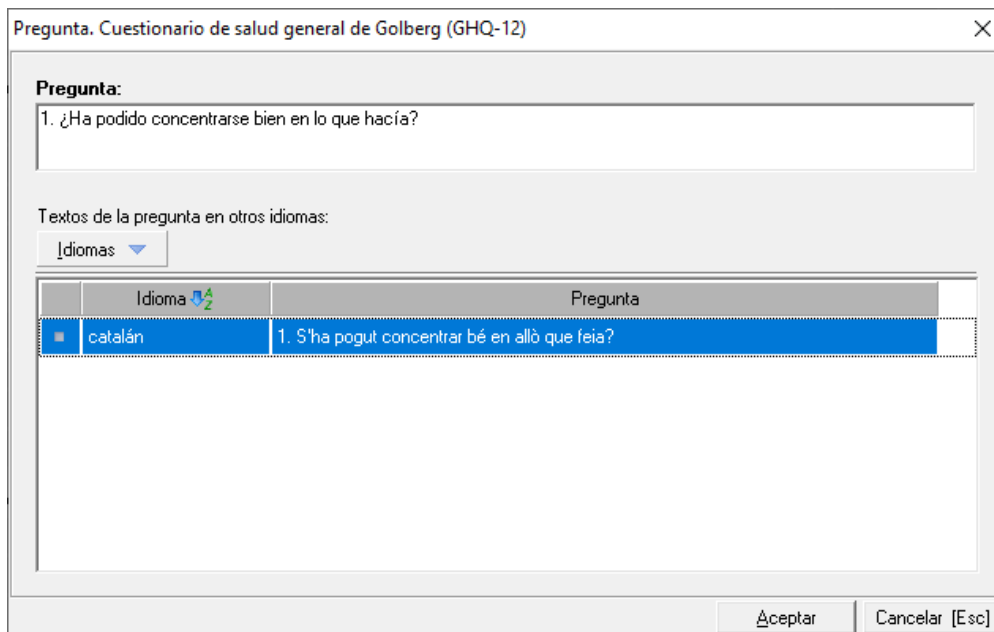 Pregunta. Cuestionario de salud general de Golberg (GHQ-12)
Pregunta:
1. ¿Ha podido concentrarse bien en lo que hacía?
Textos de la pregunta en otros idiomas:
Idiomas
Idioma Pregunta
catalán 1. S'ha pogut concentrar bé en allò que feia?
Aceptar Cancelar [Esc]